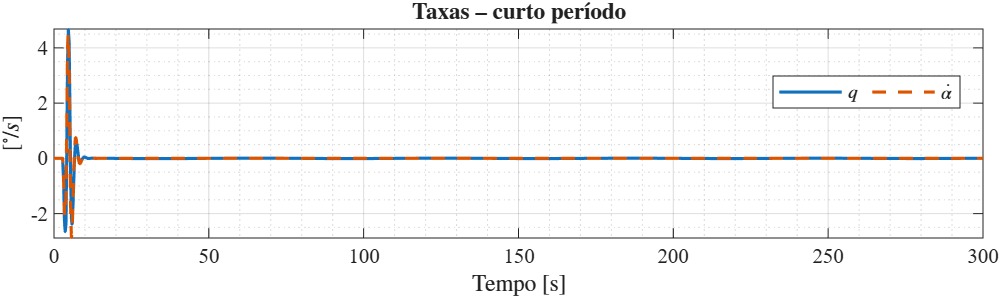 Taxas – curto período
[°/s]
4
2
0
-2
q α̇
0 50 100 150 200 250 300
Tempo [s]